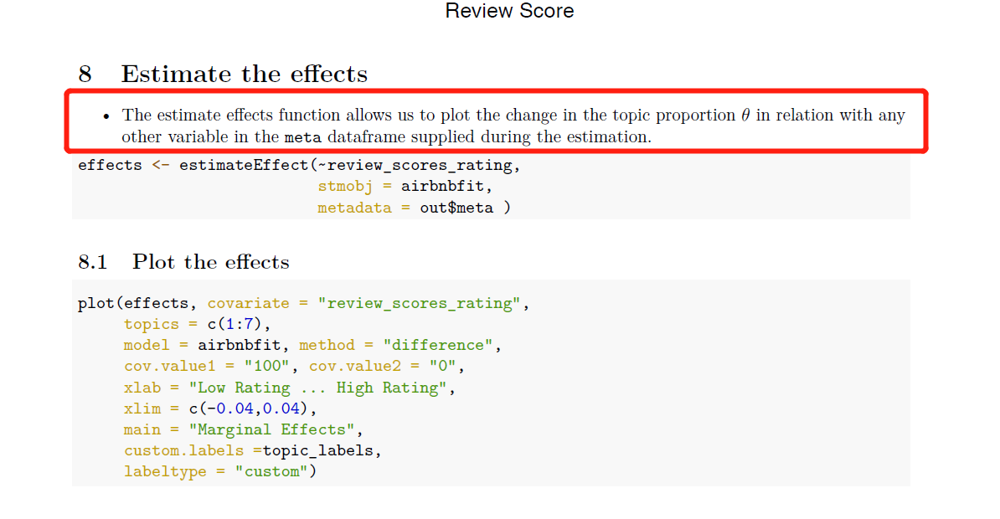 Review Score
8 Estimate the effects
• The estimate effects function allows us to plot the change in the topic proportion θ in relation with any
other variable in the meta dataframe supplied during the estimation.
effects <- estimateEffect(~review_scores_rating,
stmobj = airbnbfit,
metadata = out$meta )
8.1 Plot the effects
plot(effects, covariate = "review_scores_rating",
topics = c(1:7),
model = airbnbfit, method = "difference",
cov.value1 = "100", cov.value2 = "0",
xlab = "Low Rating ... High Rating",
xlim = c(-0.04,0.04),
main = "Marginal Effects",
custom.labels =topic_labels,
labeltype = "custom")